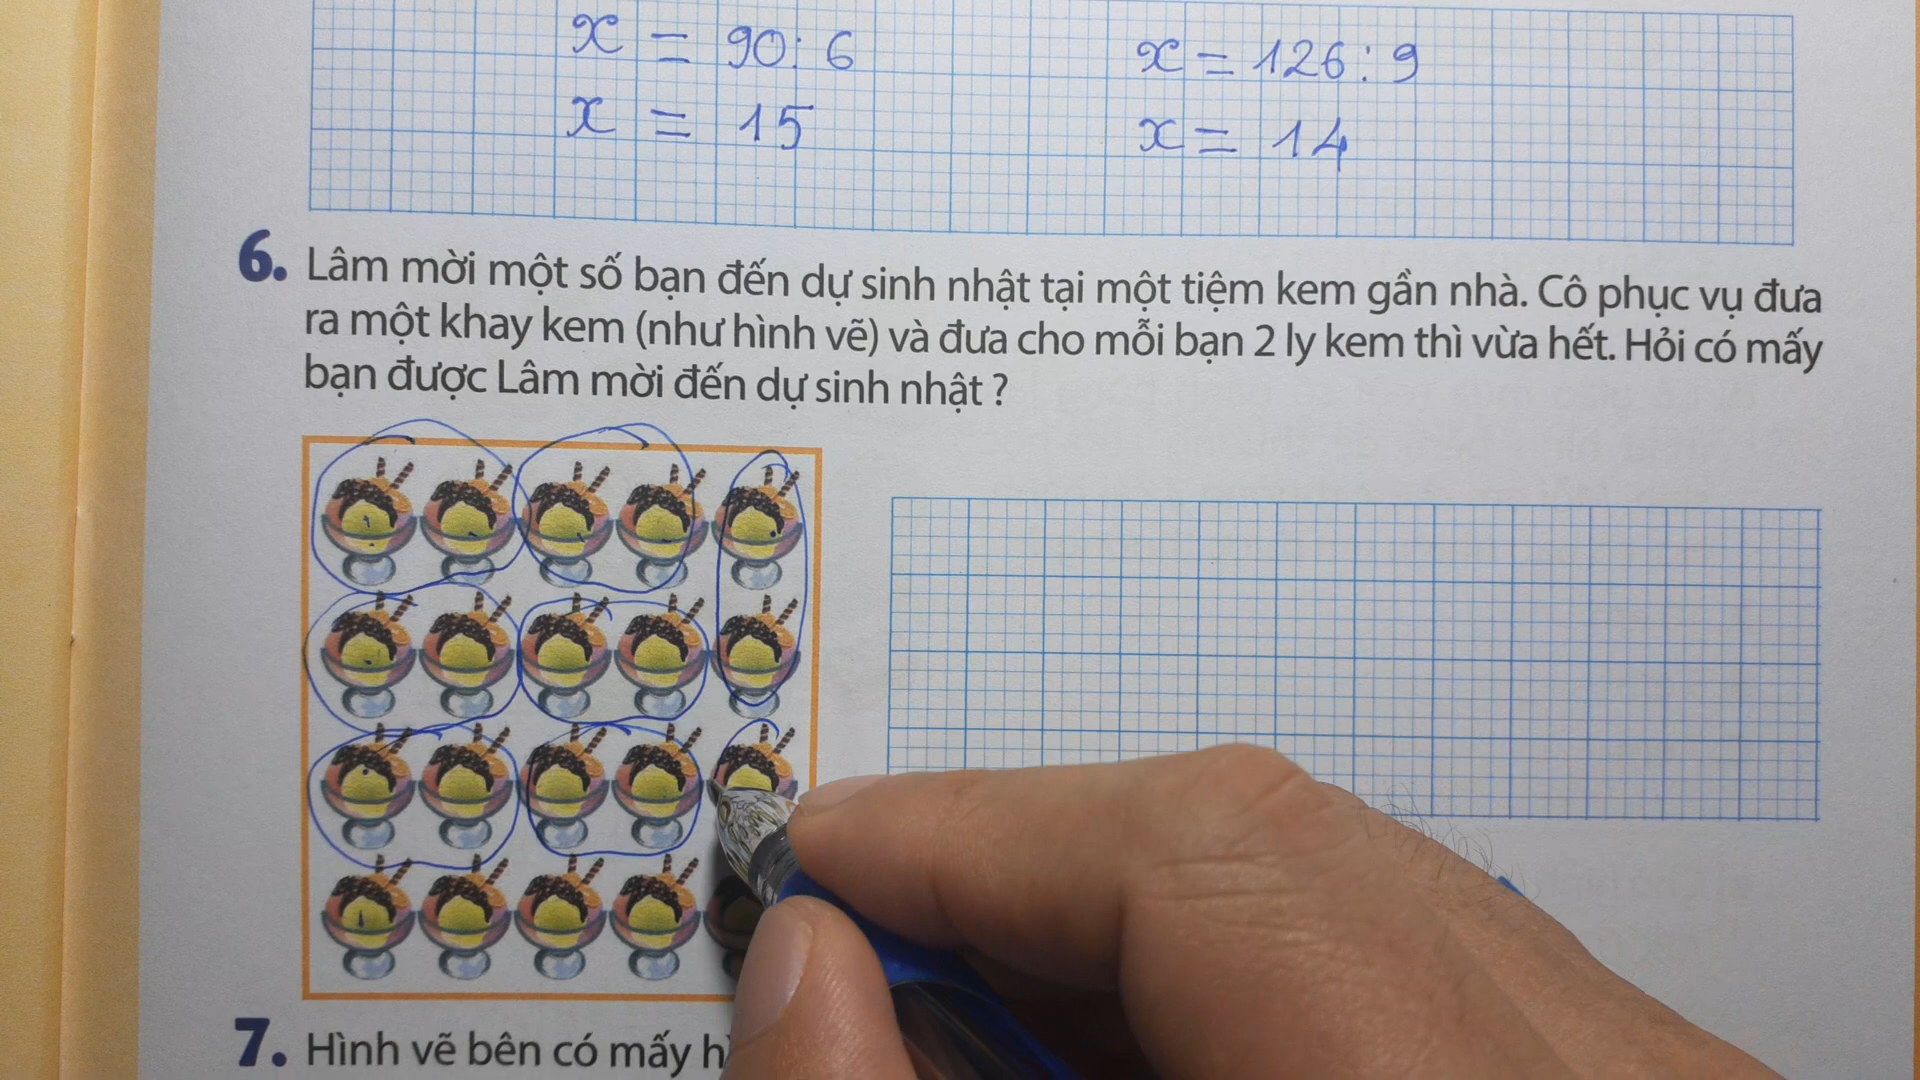 x = 90 : 6
x = 126 : 9
x = 15
x = 14
6. Lâm mời một số bạn đến dự sinh nhật tại một tiệm kem gần nhà. Cô phục vụ đưa
ra một khay kem (như hình vẽ) và đưa cho mỗi bạn 2 ly kem thì vừa hết. Hỏi có mấy
bạn được Lâm mời đến dự sinh nhật ?
7. Hình vẽ bên có mấy